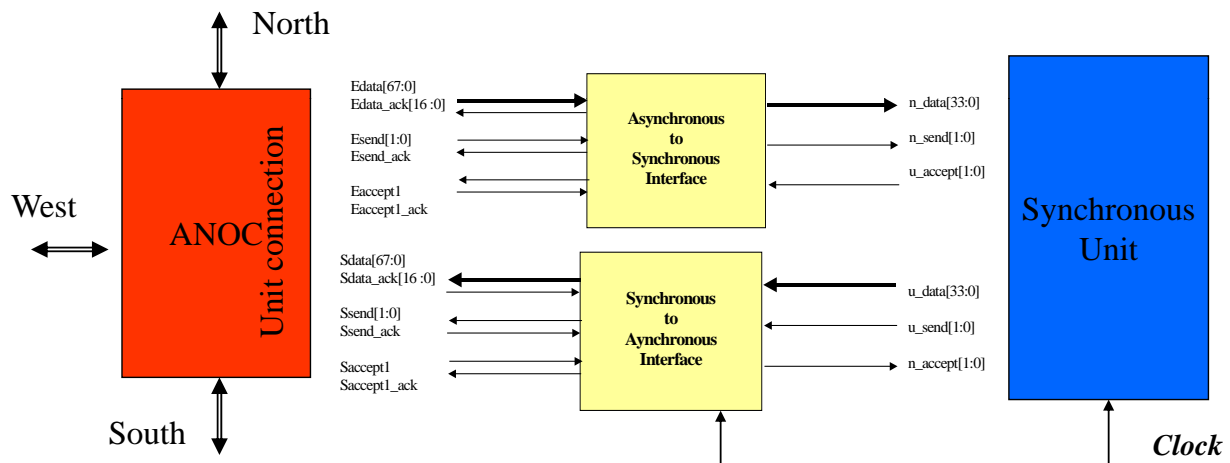 North
West
ANOC
Unit connection
South
Edata[67:0]
Edata_ack[16 :0]
Esend[1:0]
Esend_ack
Eaccept1
Eaccept1_ack
Asynchronous
to
Synchronous
Interface
n_data[33:0]
n_send[1:0]
u_accept[1:0]
Sdata[67:0]
Sdata_ack[16 :0]
Ssend[1:0]
Ssend_ack
Saccept1
Saccept1_ack
Synchronous
to
Aynchronous
Interface
u_data[33:0]
u_send[1:0]
n_accept[1:0]
Synchronous
Unit
Clock